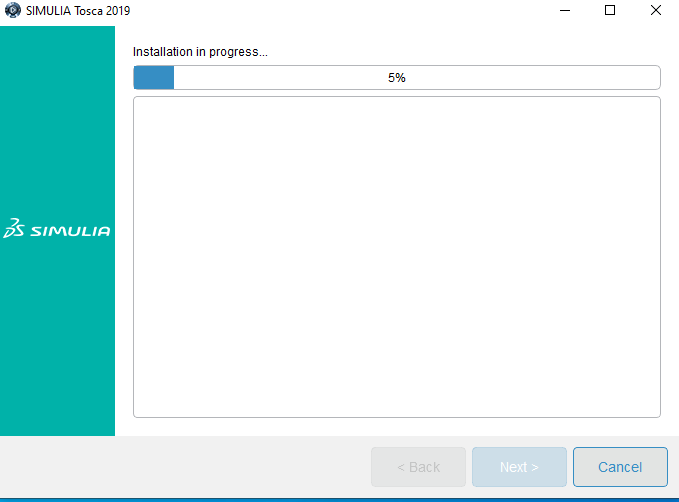 SIMULIA Tosca 2019
Installation in progress...
5%
SIMULIA
< Back
Next >
Cancel